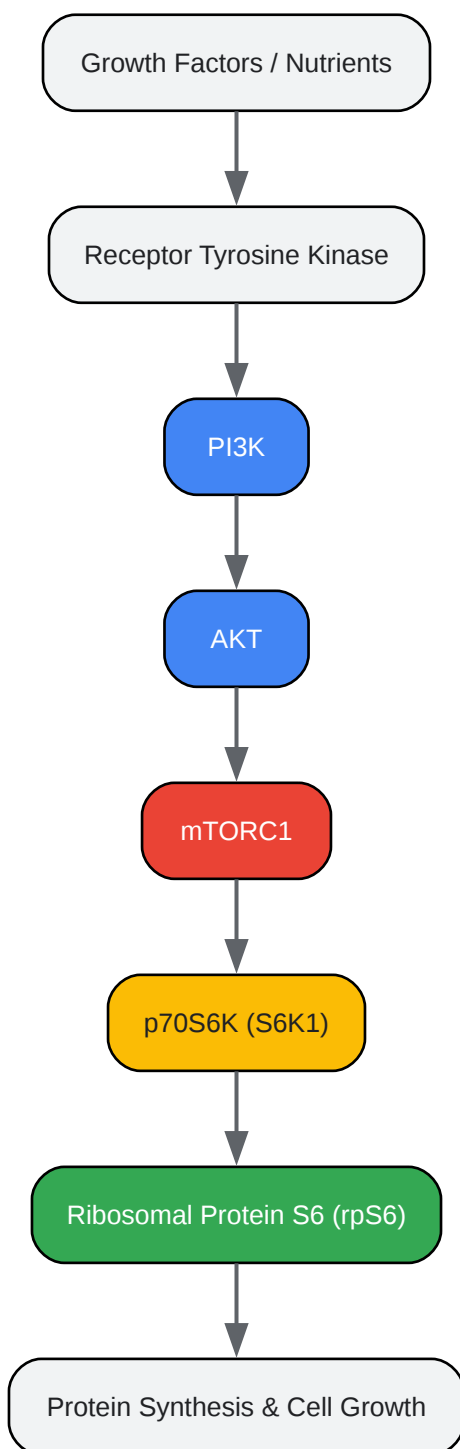 Growth Factors / Nutrients
Receptor Tyrosine Kinase
PI3K
AKT
mTORC1
p70S6K (S6K1)
Ribosomal Protein S6 (rpS6)
Protein Synthesis & Cell Growth